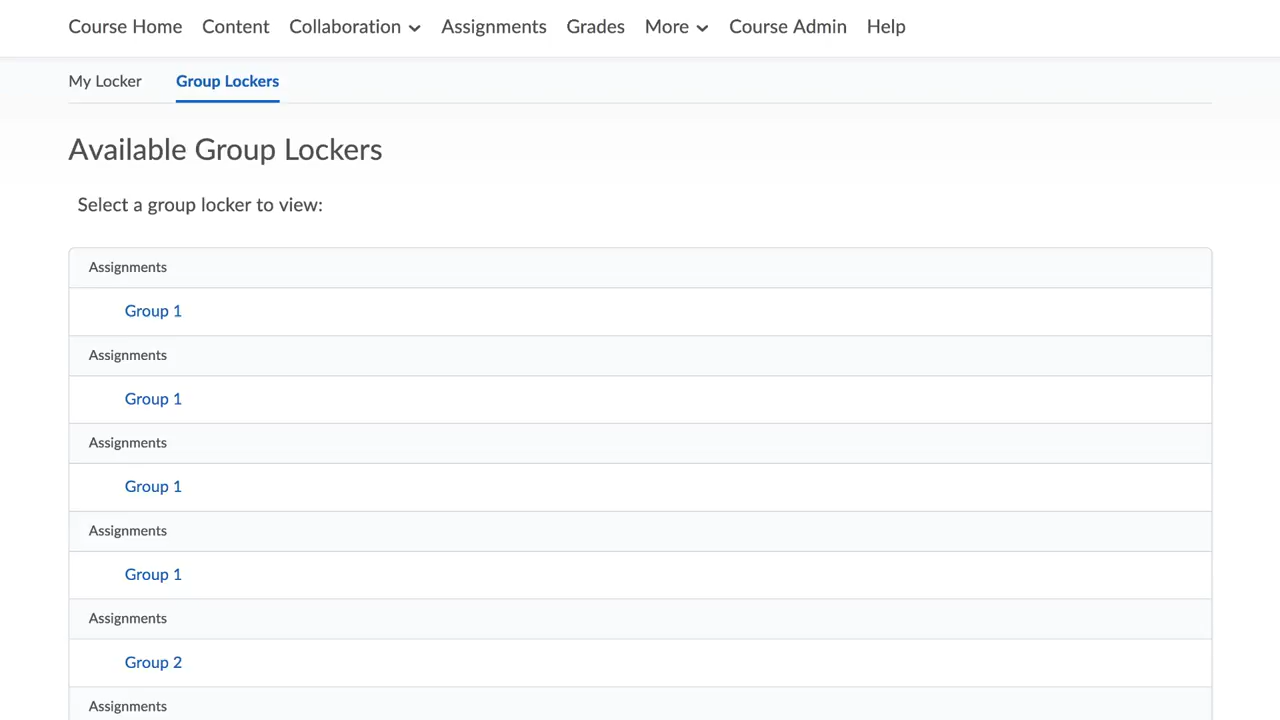 Course Home Content Collaboration Assignments Grades More Course Admin Help
My Locker Group Lockers
Available Group Lockers
Select a group locker to view:
Assignments
Group 1
Assignments
Group 1
Assignments
Group 1
Assignments
Group 1
Assignments
Group 2
Assignments